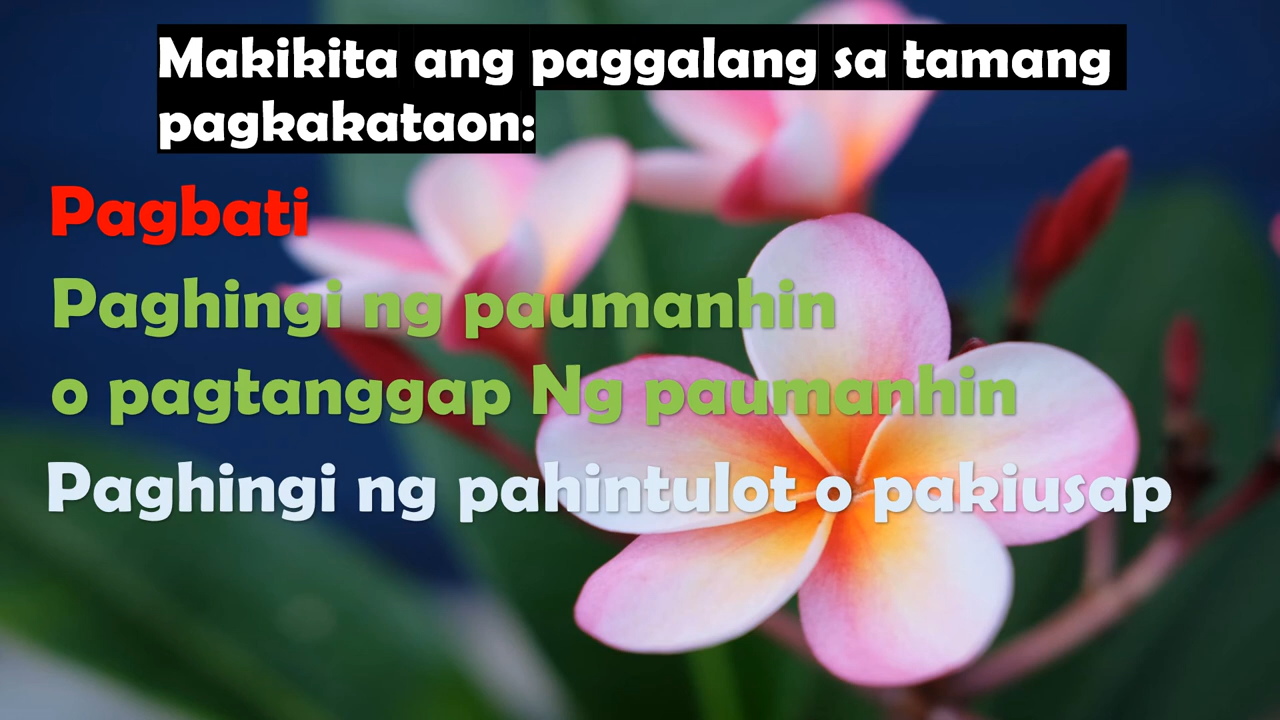 Makikita ang paggalang sa tamang
pagkakataon:
Pagbati
Paghingi ng paumanhin
o pagtanggap Ng paumanhin
Paghingi ng pahintulot o pakiusap